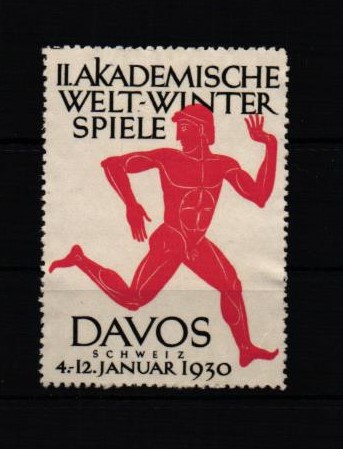 II. AKADEMISCHE
WELT-WINTER
SPIELE
DAVOS
SCHWEIZ
4.-12. JANUAR 1930